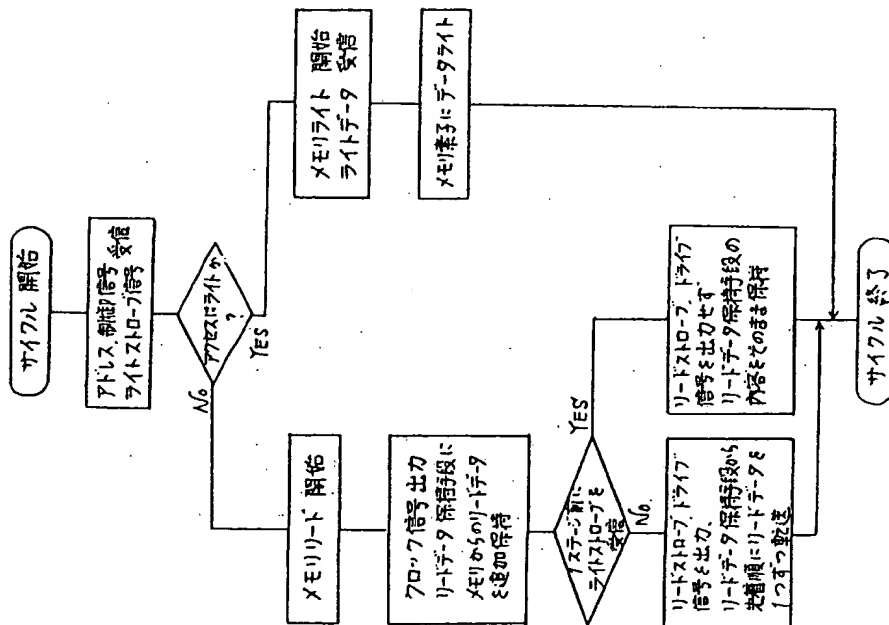 サイクル 開始
アドレス,制御信号 受信
ライトストローブ信号
アクセスはライトか
?
No
YES
メモリライト 開始
ライトデータ 受信
メモリ素子にデータライト
メモリリード 開始
クロック信号出力
リードデータ保持手段に
メモリからのリードデータ
を追加保持
1ステージ前に
ライトストローブを
受信
YES
No
リードストローブ,ドライブ
信号を出力せず
リードデータ保持手段の
内容をそのまま保持
リードストローブ,ドライブ
信号を出力、
リードデータ保持手段から
先着順にリードデータを
1つずつ転送
サイクル 終了